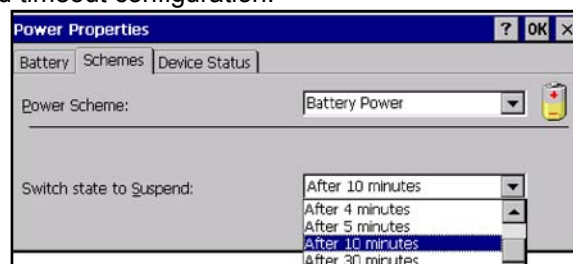 timeout configuration.
Power Properties ? OK ×
Battery Schemes Device Status
Power Scheme: Battery Power
Switch state to Suspend: After 10 minutes
After 4 minutes
After 5 minutes
After 10 minutes
After 30 minutes